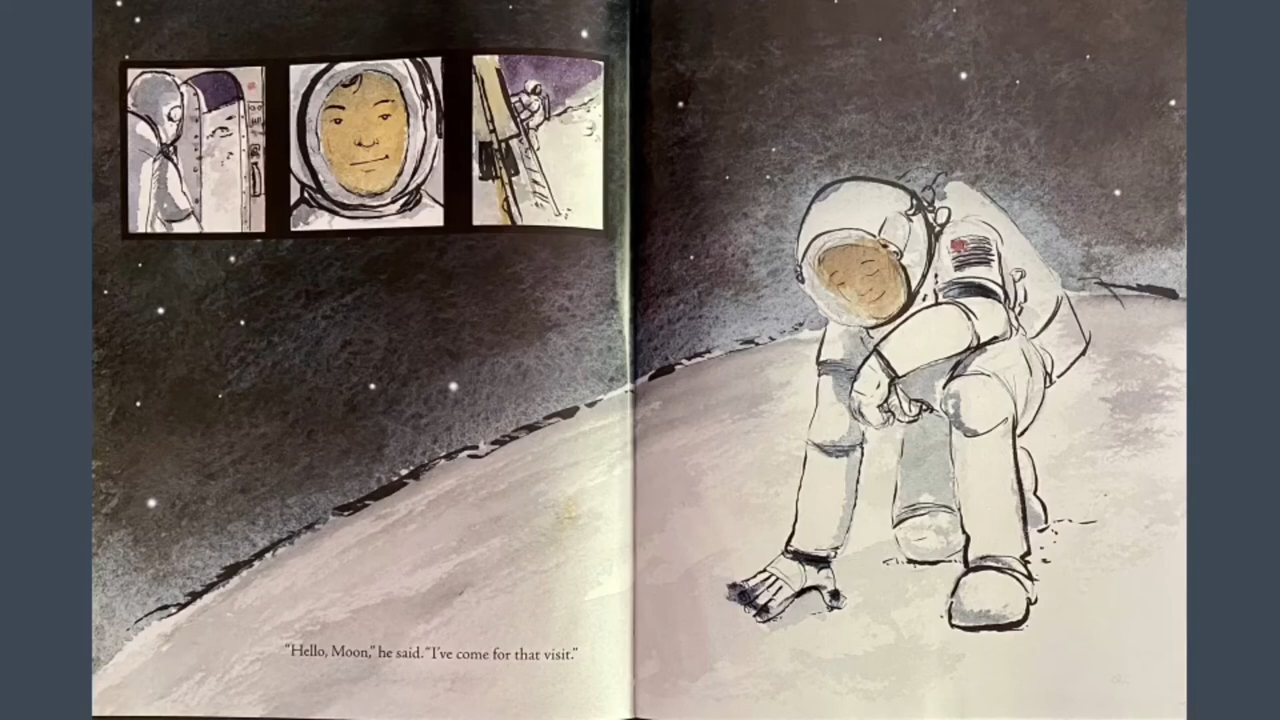 “Hello, Moon,” he said. “I’ve come for that visit.”